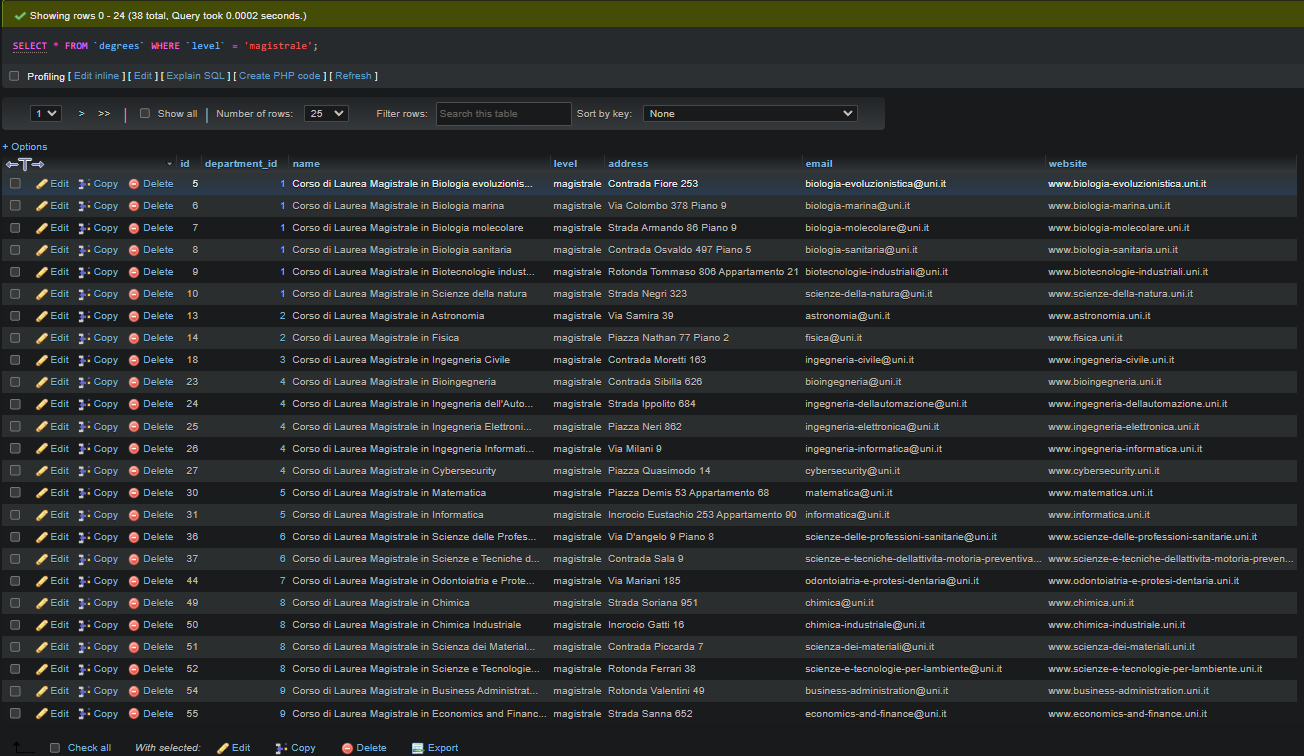 Showing rows 0 - 24 (38 total, Query took 0.0002 seconds.)
SELECT * FROM `degrees` WHERE `level` = 'magistrale';
Profiling [ Edit inline ] [ Edit ] [ Explain SQL ] [ Create PHP code ] [ Refresh ]
1 > >> | Show all | Number of rows: 25 Filter rows: Search this table Sort by key: None
+ Options
id department_id name level address email website
Edit Copy Delete 5 1 Corso di Laurea Magistrale in Biologia evoluzionis... magistrale Contrada Fiore 253 biologia-evoluzionistica@uni.it www.biologia-evoluzionistica.uni.it
Edit Copy Delete 6 1 Corso di Laurea Magistrale in Biologia marina magistrale Via Colombo 378 Piano 9 biologia-marina@uni.it www.biologia-marina.uni.it
Edit Copy Delete 7 1 Corso di Laurea Magistrale in Biologia molecolare magistrale Strada Armando 86 Piano 9 biologia-molecolare@uni.it www.biologia-molecolare.uni.it
Edit Copy Delete 8 1 Corso di Laurea Magistrale in Biologia sanitaria magistrale Contrada Osvaldo 497 Piano 5 biologia-sanitaria@uni.it www.biologia-sanitaria.uni.it
Edit Copy Delete 9 1 Corso di Laurea Magistrale in Biotecnologie indust... magistrale Rotonda Tommaso 806 Appartamento 21 biotecnologie-industriali@uni.it www.biotecnologie-industriali.uni.it
Edit Copy Delete 10 1 Corso di Laurea Magistrale in Scienze della natura magistrale Strada Negri 323 scienze-della-natura@uni.it www.scienze-della-natura.uni.it
Edit Copy Delete 13 2 Corso di Laurea Magistrale in Astronomia magistrale Via Samira 39 astronomia@uni.it www.astronomia.uni.it
Edit Copy Delete 14 2 Corso di Laurea Magistrale in Fisica magistrale Piazza Nathan 77 Piano 2 fisica@uni.it www.fisica.uni.it
Edit Copy Delete 18 3 Corso di Laurea Magistrale in Ingegneria Civile magistrale Contrada Moretti 163 ingegneria-civile@uni.it www.ingegneria-civile.uni.it
Edit Copy Delete 23 4 Corso di Laurea Magistrale in Bioingegneria magistrale Contrada Sibilla 626 bioingegneria@uni.it www.bioingegneria.uni.it
Edit Copy Delete 24 4 Corso di Laurea Magistrale in Ingegneria dell'Auto... magistrale Strada Ippolito 684 ingegneria-dellautomazione@uni.it www.ingegneria-dellautomazione.uni.it
Edit Copy Delete 25 4 Corso di Laurea Magistrale in Ingegneria Elettroni... magistrale Piazza Neri 862 ingegneria-elettronica@uni.it www.ingegneria-elettronica.uni.it
Edit Copy Delete 26 4 Corso di Laurea Magistrale in Ingegneria Informati... magistrale Via Milani 9 ingegneria-informatica@uni.it www.ingegneria-informatica.uni.it
Edit Copy Delete 27 4 Corso di Laurea Magistrale in Cybersecurity magistrale Piazza Quasimodo 14 cybersecurity@uni.it www.cybersecurity.uni.it
Edit Copy Delete 30 5 Corso di Laurea Magistrale in Matematica magistrale Piazza Demis 53 Appartamento 68 matematica@uni.it www.matematica.uni.it
Edit Copy Delete 31 5 Corso di Laurea Magistrale in Informatica magistrale Incrocio Eustachio 253 Appartamento 90 informatica@uni.it www.informatica.uni.it
Edit Copy Delete 36 6 Corso di Laurea Magistrale in Scienze delle Profes... magistrale Via D'angelo 9 Piano 8 scienze-delle-professioni-sanitarie@uni.it www.scienze-delle-professioni-sanitarie.uni.it
Edit Copy Delete 37 6 Corso di Laurea Magistrale in Scienze e Tecniche d... magistrale Contrada Sala 9 scienze-e-tecniche-dellattivita-motoria-preventiva... www.scienze-e-tecniche-dellattivita-motoria-preven...
Edit Copy Delete 44 7 Corso di Laurea Magistrale in Odontoiatria e Prote... magistrale Via Mariani 185 odontoiatria-e-protesi-dentaria@uni.it www.odontoiatria-e-protesi-dentaria.uni.it
Edit Copy Delete 49 8 Corso di Laurea Magistrale in Chimica magistrale Strada Soriana 951 chimica@uni.it www.chimica.uni.it
Edit Copy Delete 50 8 Corso di Laurea Magistrale in Chimica Industriale magistrale Incrocio Gatti 16 chimica-industriale@uni.it www.chimica-industriale.uni.it
Edit Copy Delete 51 8 Corso di Laurea Magistrale in Scienza dei Material... magistrale Contrada Piccarda 7 scienza-dei-materiali@uni.it www.scienza-dei-materiali.uni.it
Edit Copy Delete 52 8 Corso di Laurea Magistrale in Scienze e Tecnologie... magistrale Rotonda Ferrari 38 scienze-e-tecnologie-per-lambiente@uni.it www.scienze-e-tecnologie-per-lambiente.uni.it
Edit Copy Delete 54 9 Corso di Laurea Magistrale in Business Administrat... magistrale Rotonda Valentini 49 business-administration@uni.it www.business-administration.uni.it
Edit Copy Delete 55 9 Corso di Laurea Magistrale in Economics and Financ... magistrale Strada Sanna 652 economics-and-finance@uni.it www.economics-and-finance.uni.it
Check all With selected: Edit Copy Delete Export